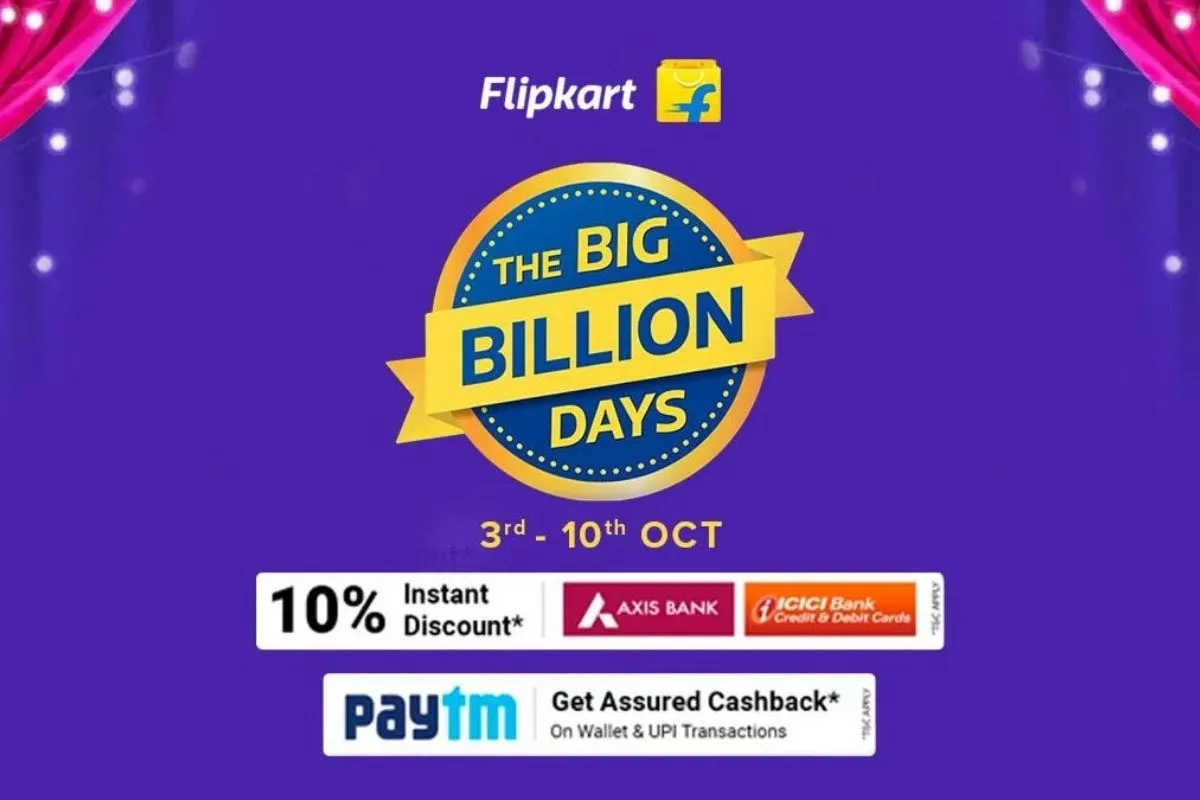 Flipkart
THE BIG
BILLION
DAYS
3rd - 10th OCT
10% Instant
Discount*
AXIS BANK
ICICI Bank
Credit & Debit Cards
*T&C APPLY
paytm
Get Assured Cashback*
On Wallet & UPI Transactions
*T&C APPLY